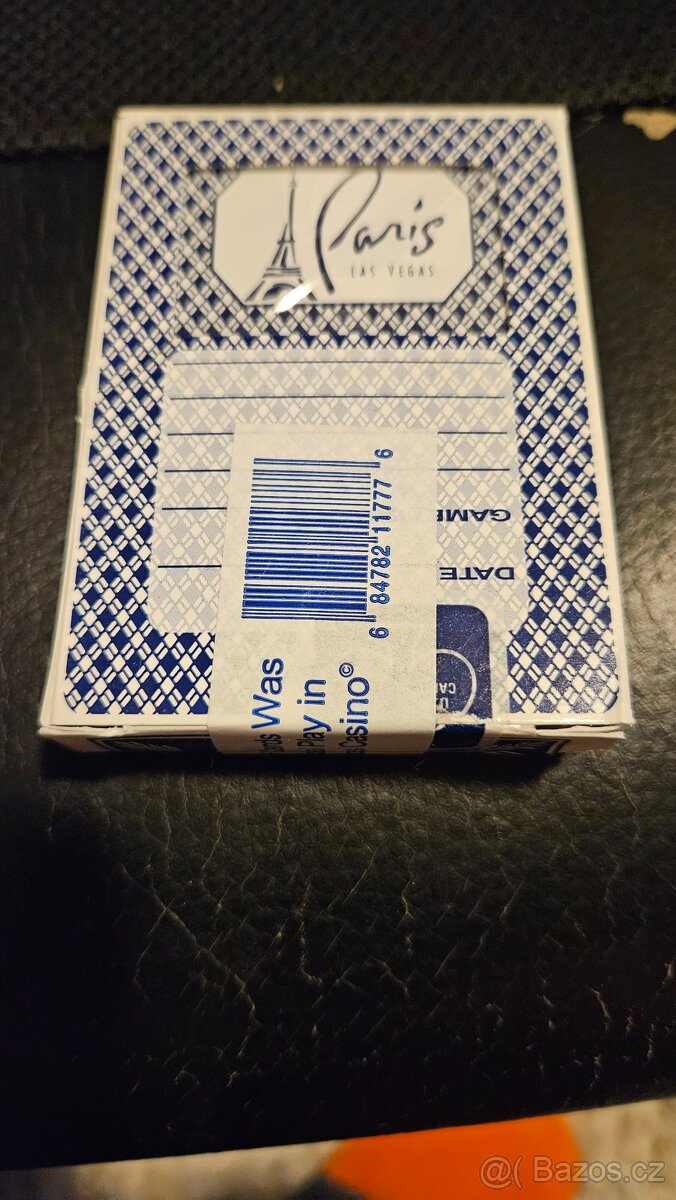 Paris
LAS VEGAS
GAME
DATE
6 84782 11777 6
Was
Play in
Casino©
@( Bazos.cz